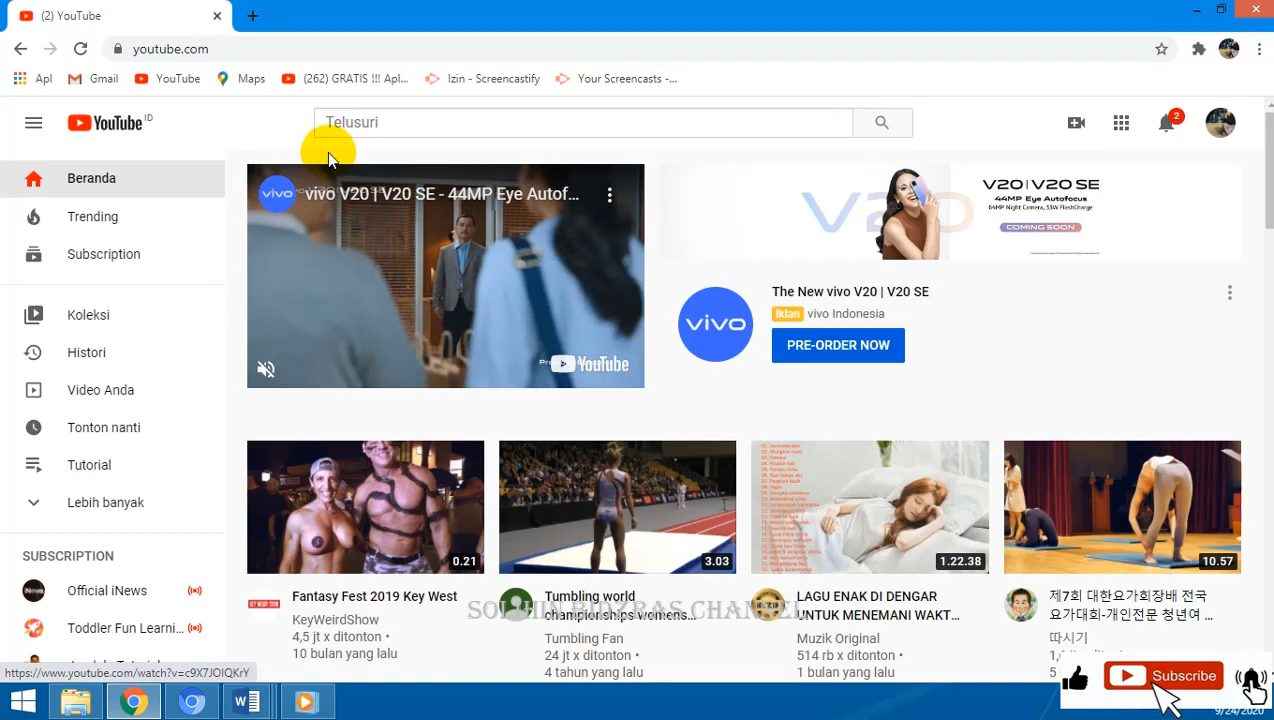 (2) YouTube
youtube.com
Apl
Gmail
YouTube
Maps
(262) GRATIS !!! Apl...
Izin - Screencastify
Your Screencasts -...
YouTube ID
Telusuri
2
Beranda
Trending
Subscription
Koleksi
Histori
Video Anda
Tonton nanti
Tutorial
Lebih banyak
SUBSCRIPTION
Official iNews
Toddler Fun Learni...
vivo
vivo V20 | V20 SE - 44MP Eye Autof...
YouTube
V20
V20 | V20 SE
44MP Eye Autofocus
64MP Night Camera, 33W FlashCharge
COMING SOON
vivo
The New vivo V20 | V20 SE
Iklan vivo Indonesia
PRE-ORDER NOW
0.21
3.03
1.22.38
10.57
Fantasy Fest 2019 Key West
KeyWeirdShow
4,5 jt x ditonton •
10 bulan yang lalu
Tumbling world
championships womens...
Tumbling Fan
24 jt x ditonton •
4 tahun yang lalu
LAGU ENAK DI DENGAR
UNTUK MENEMANI WAKT...
Muzik Original
514 rb x ditonton •
1 bulan yang lalu
제7회 대한요가회장배 전국
요가대회-개인전문 청년여 ...
따시기
https://www.youtube.com/watch?v=c9X7JOIQKrY
Subscribe
9/24/2020